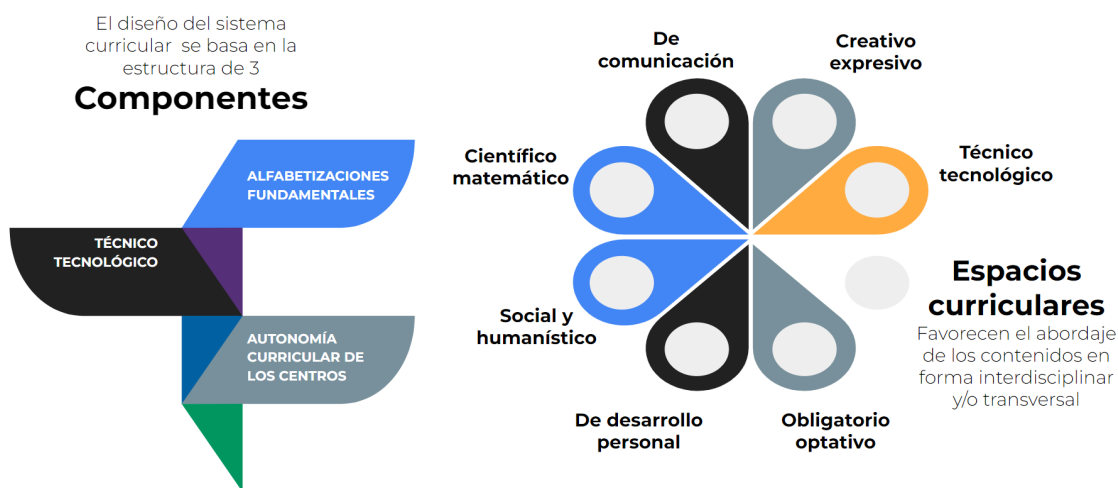 El diseño del sistema
curricular se basa en la
estructura de 3
Componentes
ALFABETIZACIONES
FUNDAMENTALES
TÉCNICO
TECNOLÓGICO
AUTONOMÍA
CURRICULAR DE
LOS CENTROS
De
comunicación
Creativo
expresivo
Científico
matemático
Técnico
tecnológico
Social y
humanístico
De desarrollo
personal
Obligatorio
optativo
Espacios
curriculares
Favorecen el abordaje
de los contenidos en
forma interdisciplinar
y/o transversal